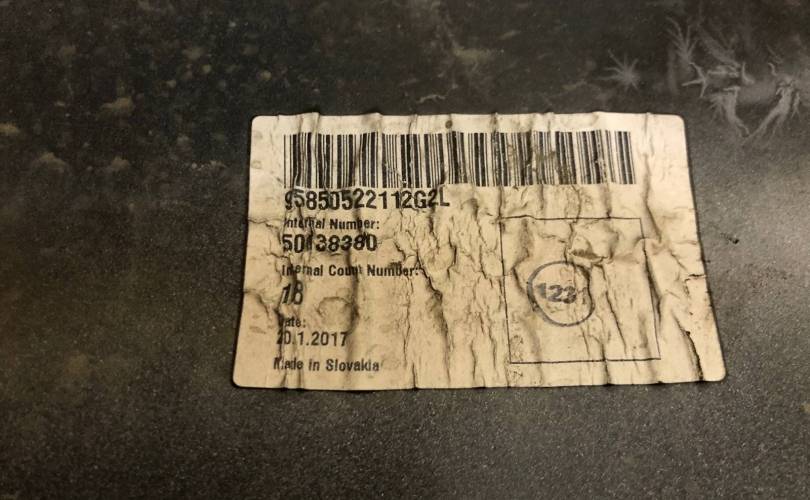 95850522112G2L
Internal Number:
50138380
Internal Count Number:
18
Date:
20.1.2017
Made in Slovakia
123